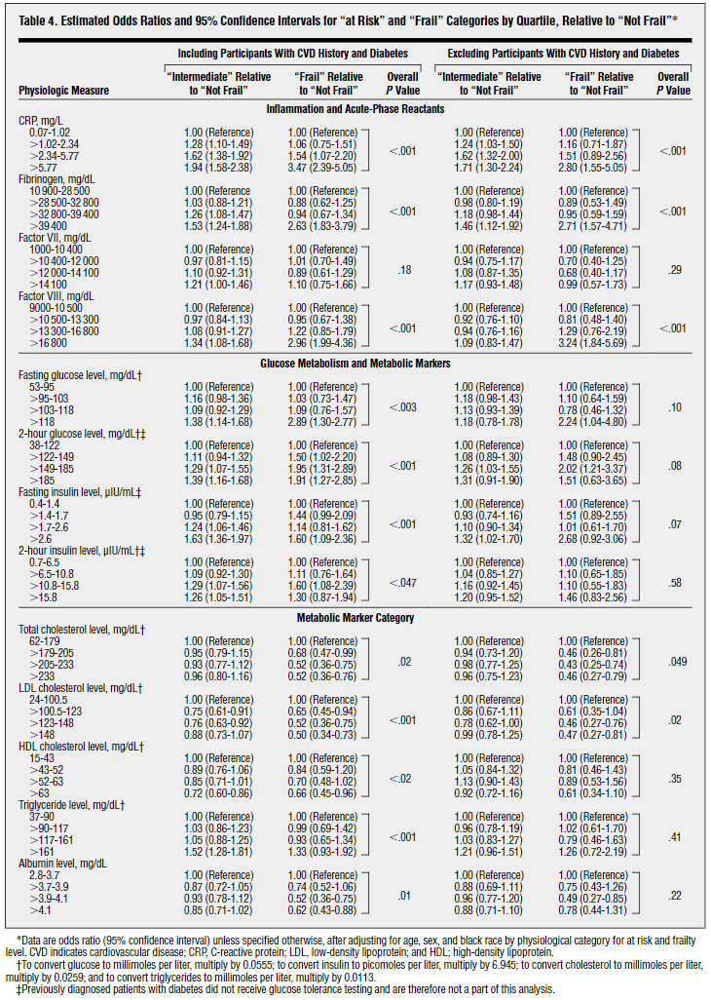 Table 4. Estimated Odds Ratios and 95% Confidence Intervals for “at Risk” and “Frail” Categories by Quartile, Relative to “Not Frail”*
Including Participants With CVD History and Diabetes Excluding Participants With CVD History and Diabetes
Physiologic Measure “Intermediate” Relative to “Not Frail” “Frail” Relative to “Not Frail” Overall P Value “Intermediate” Relative to “Not Frail” “Frail” Relative to “Not Frail” Overall P Value
Inflammation and Acute-Phase Reactants
CRP, mg/L
0.07-1.02 1.00 (Reference) 1.00 (Reference) 1.00 (Reference) 1.00 (Reference)
>1.02-2.34 1.28 (1.10-1.49) 1.06 (0.75-1.51) <.001 1.24 (1.03-1.50) 1.16 (0.71-1.87) <.001
>2.34-5.77 1.62 (1.38-1.92) 1.54 (1.07-2.20) 1.62 (1.32-2.00) 1.51 (0.89-2.56)
>5.77 1.94 (1.58-2.38) 3.47 (2.39-5.05) 1.71 (1.30-2.24) 2.80 (1.55-5.05)
Fibrinogen, mg/dL
10 900-28 500 1.00 (Reference 1.00 (Reference) 1.00 (Reference) 1.00 (Reference)
>28 500-32 800 1.03 (0.88-1.21) 0.88 (0.62-1.25) <.001 0.98 (0.80-1.19) 0.89 (0.53-1.49) <.001
>32 800-39 400 1.26 (1.08-1.47) 0.94 (0.67-1.34) 1.18 (0.98-1.44) 0.95 (0.59-1.59)
>39 400 1.53 (1.24-1.88) 2.63 (1.83-3.79) 1.46 (1.12-1.92) 2.71 (1.57-4.71)
Factor VII, mg/dL
1000-10 400 1.00 (Reference) 1.00 (Reference) 1.00 (Reference) 1.00 (Reference)
>10 400-12 000 0.97 (0.81-1.15) 1.01 (0.70-1.49) .18 0.94 (0.75-1.17) 0.70 (0.40-1.25) .29
>12 000-14 100 1.10 (0.92-1.31) 0.89 (0.61-1.29) 1.08 (0.87-1.35) 0.68 (0.40-1.17)
>14 100 1.21 (1.00-1.46) 1.10 (0.75-1.66) 1.17 (0.93-1.48) 0.99 (0.57-1.73)
Factor VIII, mg/dL
9000-10 500 1.00 (Reference) 1.00 (Reference) 1.00 (Reference) 1.00 (Reference)
>10 500-13 300 0.97 (0.84-1.13) 0.95 (0.67-1.38) <.001 0.92 (0.76-1.10) 0.81 (0.48-1.40) <.001
>13 300-16 800 1.08 (0.91-1.27) 1.22 (0.85-1.79) 0.94 (0.76-1.16) 1.29 (0.76-2.19)
>16 800 1.34 (1.08-1.68) 2.96 (1.99-4.36) 1.09 (0.83-1.47) 3.24 (1.84-5.69)
Glucose Metabolism and Metabolic Markers
Fasting glucose level, mg/dL†
53-95 1.00 (Reference) 1.00 (Reference) 1.00 (Reference) 1.00 (Reference)
>95-103 1.16 (0.98-1.36) 1.03 (0.73-1.47) <.003 1.18 (0.98-1.43) 1.10 (0.64-1.59) .10
>103-118 1.09 (0.92-1.29) 1.09 (0.76-1.57) 1.13 (0.93-1.39) 0.78 (0.46-1.32)
>118 1.38 (1.14-1.68) 2.89 (1.30-2.77) 1.18 (0.78-1.78) 2.24 (1.04-4.80)
2-hour glucose level, mg/dL†‡
38-122 1.00 (Reference) 1.00 (Reference) 1.00 (Reference) 1.00 (Reference)
>122-149 1.11 (0.94-1.32) 1.50 (1.02-2.20) <.001 1.08 (0.89-1.30) 1.48 (0.90-2.45) .08
>149-185 1.29 (1.07-1.55) 1.95 (1.31-2.89) 1.26 (1.03-1.55) 2.02 (1.21-3.37)
>185 1.39 (1.16-1.68) 1.91 (1.27-2.85) 1.31 (0.91-1.90) 1.51 (0.63-3.65)
Fasting insulin level, µIU/mL‡
0.4-1.4 1.00 (Reference) 1.00 (Reference) 1.00 (Reference) 1.00 (Reference)
>1.4-1.7 0.95 (0.79-1.15) 1.44 (0.99-2.09) <.001 0.93 (0.74-1.16) 1.51 (0.89-2.55) .07
>1.7-2.6 1.24 (1.06-1.46) 1.14 (0.81-1.62) 1.10 (0.90-1.34) 1.01 (0.61-1.70)
>2.6 1.63 (1.36-1.97) 1.60 (1.09-2.36) 1.32 (1.02-1.70) 2.68 (0.92-3.06)
2-hour insulin level, µIU/mL†‡
0.7-6.5 1.00 (Reference) 1.00 (Reference) 1.00 (Reference) 1.00 (Reference)
>6.5-10.8 1.09 (0.92-1.30) 1.11 (0.76-1.64) <.047 1.04 (0.85-1.27) 1.10 (0.65-1.85) .58
>10.8-15.8 1.29 (1.07-1.56) 1.60 (1.08-2.39) 1.16 (0.92-1.45) 1.10 (0.55-1.83)
>15.8 1.26 (1.05-1.51) 1.30 (0.87-1.94) 1.20 (0.95-1.52) 1.46 (0.83-2.56)
Metabolic Marker Category
Total cholesterol level, mg/dL†
62-179 1.00 (Reference) 1.00 (Reference) 1.00 (Reference) 1.00 (Reference)
>179-205 0.95 (0.79-1.15) 0.68 (0.47-0.99) .02 0.94 (0.73-1.20) 0.46 (0.26-0.81) .049
>205-233 0.93 (0.77-1.12) 0.52 (0.36-0.75) 0.98 (0.77-1.25) 0.43 (0.25-0.74)
>233 0.96 (0.80-1.16) 0.52 (0.36-0.76) 0.96 (0.75-1.23) 0.46 (0.27-0.79)
LDL cholesterol level, mg/dL†
24-100.5 1.00 (Reference) 1.00 (Reference) 1.00 (Reference) 1.00 (Reference)
>100.5-123 0.75 (0.61-0.91) 0.65 (0.45-0.94) <.001 0.86 (0.67-1.11) 0.61 (0.35-1.04) .02
>123-148 0.76 (0.63-0.92) 0.52 (0.36-0.75) 0.78 (0.62-1.00) 0.46 (0.27-0.76)
>148 0.88 (0.73-1.07) 0.50 (0.34-0.73) 0.99 (0.78-1.25) 0.47 (0.27-0.81)
HDL cholesterol level, mg/dL†
15-43 1.00 (Reference) 1.00 (Reference) 1.00 (Reference) 1.00 (Reference)
>43-52 0.89 (0.76-1.06) 0.84 (0.59-1.20) <.02 1.05 (0.84-1.32) 0.81 (0.46-1.43) .35
>52-63 0.85 (0.71-1.01) 0.70 (0.48-1.02) 1.13 (0.90-1.43) 0.89 (0.53-1.56)
>63 0.72 (0.60-0.86) 0.66 (0.45-0.96) 0.92 (0.72-1.16) 0.61 (0.34-1.10)
Triglyceride level, mg/dL†
37-90 1.00 (Reference) 1.00 (Reference) 1.00 (Reference) 1.00 (Reference)
>90-117 1.03 (0.86-1.23) 0.99 (0.69-1.42) <.001 0.96 (0.78-1.19) 1.02 (0.61-1.70) .41
>117-161 1.05 (0.88-1.25) 0.93 (0.65-1.34) 1.03 (0.83-1.27) 0.79 (0.46-1.63)
>161 1.52 (1.28-1.81) 1.33 (0.93-1.92) 1.21 (0.96-1.51) 1.26 (0.72-2.19)
Albumin level, mg/dL
2.8-3.7 1.00 (Reference) 1.00 (Reference) 1.00 (Reference) 1.00 (Reference)
>3.7-3.9 0.87 (0.72-1.05) 0.74 (0.52-1.06) .01 0.88 (0.69-1.11) 0.75 (0.43-1.26) .22
>3.9-4.1 0.93 (0.78-1.12) 0.52 (0.36-0.75) 0.96 (0.77-1.20) 0.49 (0.27-0.85)
>4.1 0.85 (0.71-1.02) 0.62 (0.43-0.88) 0.88 (0.71-1.10) 0.78 (0.44-1.31)
*Data are odds ratio (95% confidence interval) unless specified otherwise, after adjusting for age, sex, and black race by physiological category for at risk and frailty
level. CVD indicates cardiovascular disease; CRP, C-reactive protein; LDL, low-density lipoprotein; and HDL; high-density lipoprotein.
†To convert glucose to millimoles per liter, multiply by 0.0555; to convert insulin to picomoles per liter, multiply by 6.945; to convert cholesterol to millimoles per liter,
multiply by 0.0259; and to convert triglycerides to millimoles per liter, multiply by 0.0113.
‡Previously diagnosed patients with diabetes did not receive glucose tolerance testing and are therefore not a part of this analysis.